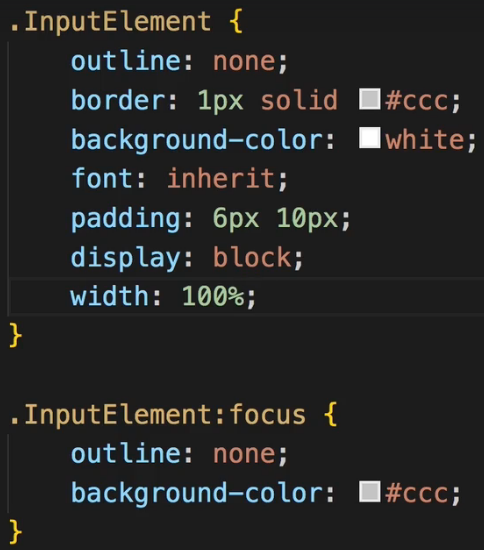 .InputElement {
    outline: none;
    border: 1px solid #ccc;
    background-color: white;
    font: inherit;
    padding: 6px 10px;
    display: block;
    width: 100%;
}

.InputElement:focus {
    outline: none;
    background-color: #ccc;
}